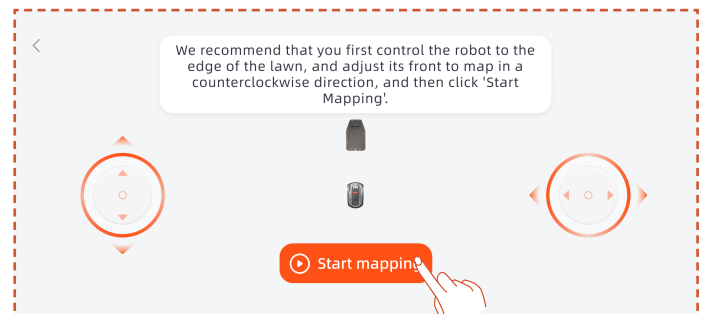 We recommend that you first control the robot to the
edge of the lawn, and adjust its front to map in a
counterclockwise direction, and then click 'Start
Mapping'.
Start mapping